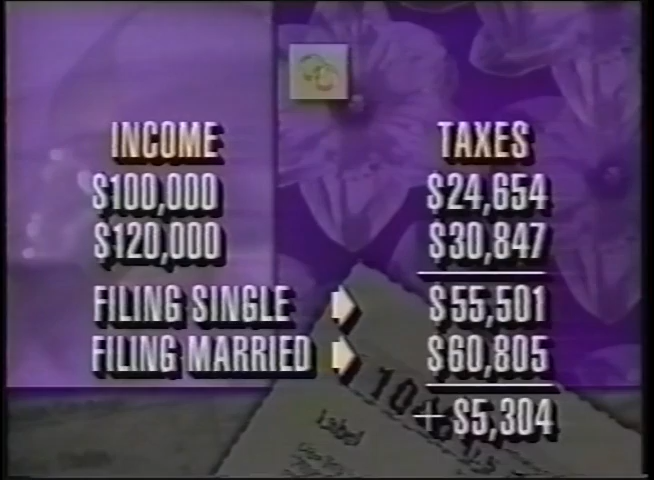 INCOME TAXES
$100,000 $24,654
$120,000 $30,847
FILING SINGLE $55,501
FILING MARRIED $60,805
+ $5,304
Label